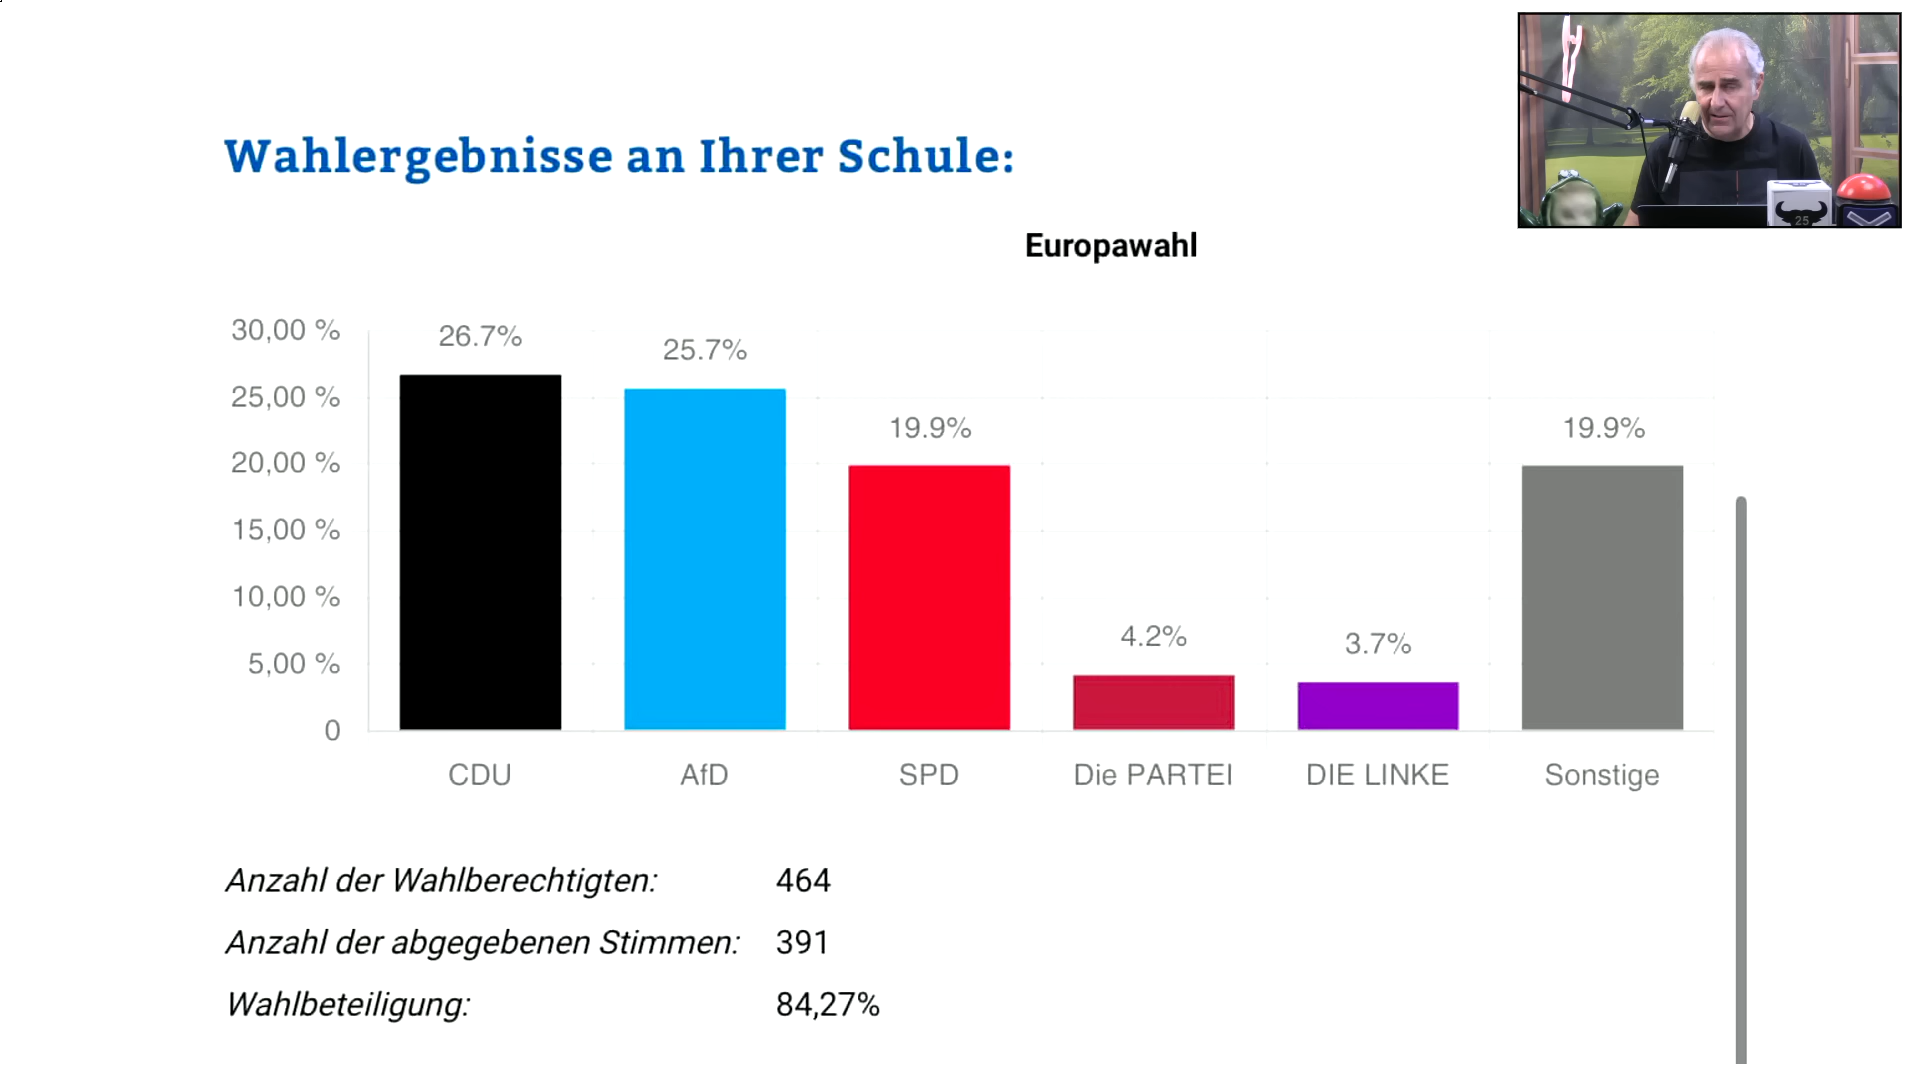 Wahlergebnisse an Ihrer Schule:
25
Europawahl
30,00 %
25,00 %
20,00 %
15,00 %
10,00 %
5,00 %
0
26.7%
25.7%
19.9%
4.2%
3.7%
19.9%
CDU AfD SPD Die PARTEI DIE LINKE Sonstige
Anzahl der Wahlberechtigten: 464
Anzahl der abgegebenen Stimmen: 391
Wahlbeteiligung: 84,27%